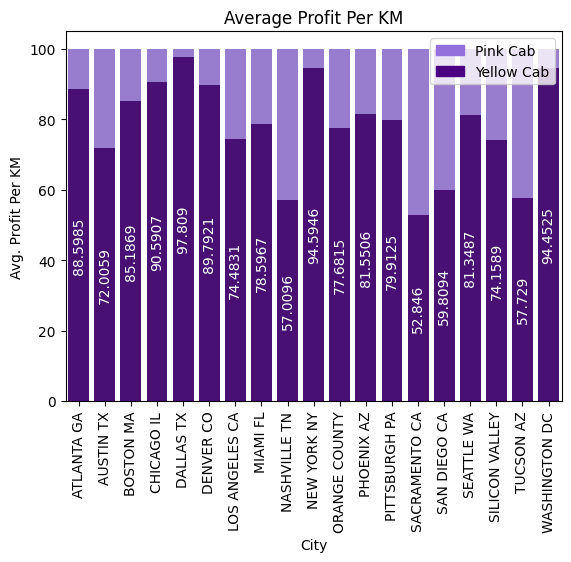 Average Profit Per KM
Pink Cab
Yellow Cab
Avg. Profit Per KM
100
80
60
40
20
0
88.5985
72.0059
85.1869
90.5907
97.809
89.7921
74.4831
78.5967
57.0096
94.5946
77.6815
81.5506
79.9125
52.846
59.8094
81.3487
74.1589
57.729
94.4525
ATLANTA GA
AUSTIN TX
BOSTON MA
CHICAGO IL
DALLAS TX
DENVER CO
LOS ANGELES CA
MIAMI FL
NASHVILLE TN
NEW YORK NY
ORANGE COUNTY
PHOENIX AZ
PITTSBURGH PA
SACRAMENTO CA
SAN DIEGO CA
SEATTLE WA
SILICON VALLEY
TUCSON AZ
WASHINGTON DC
City